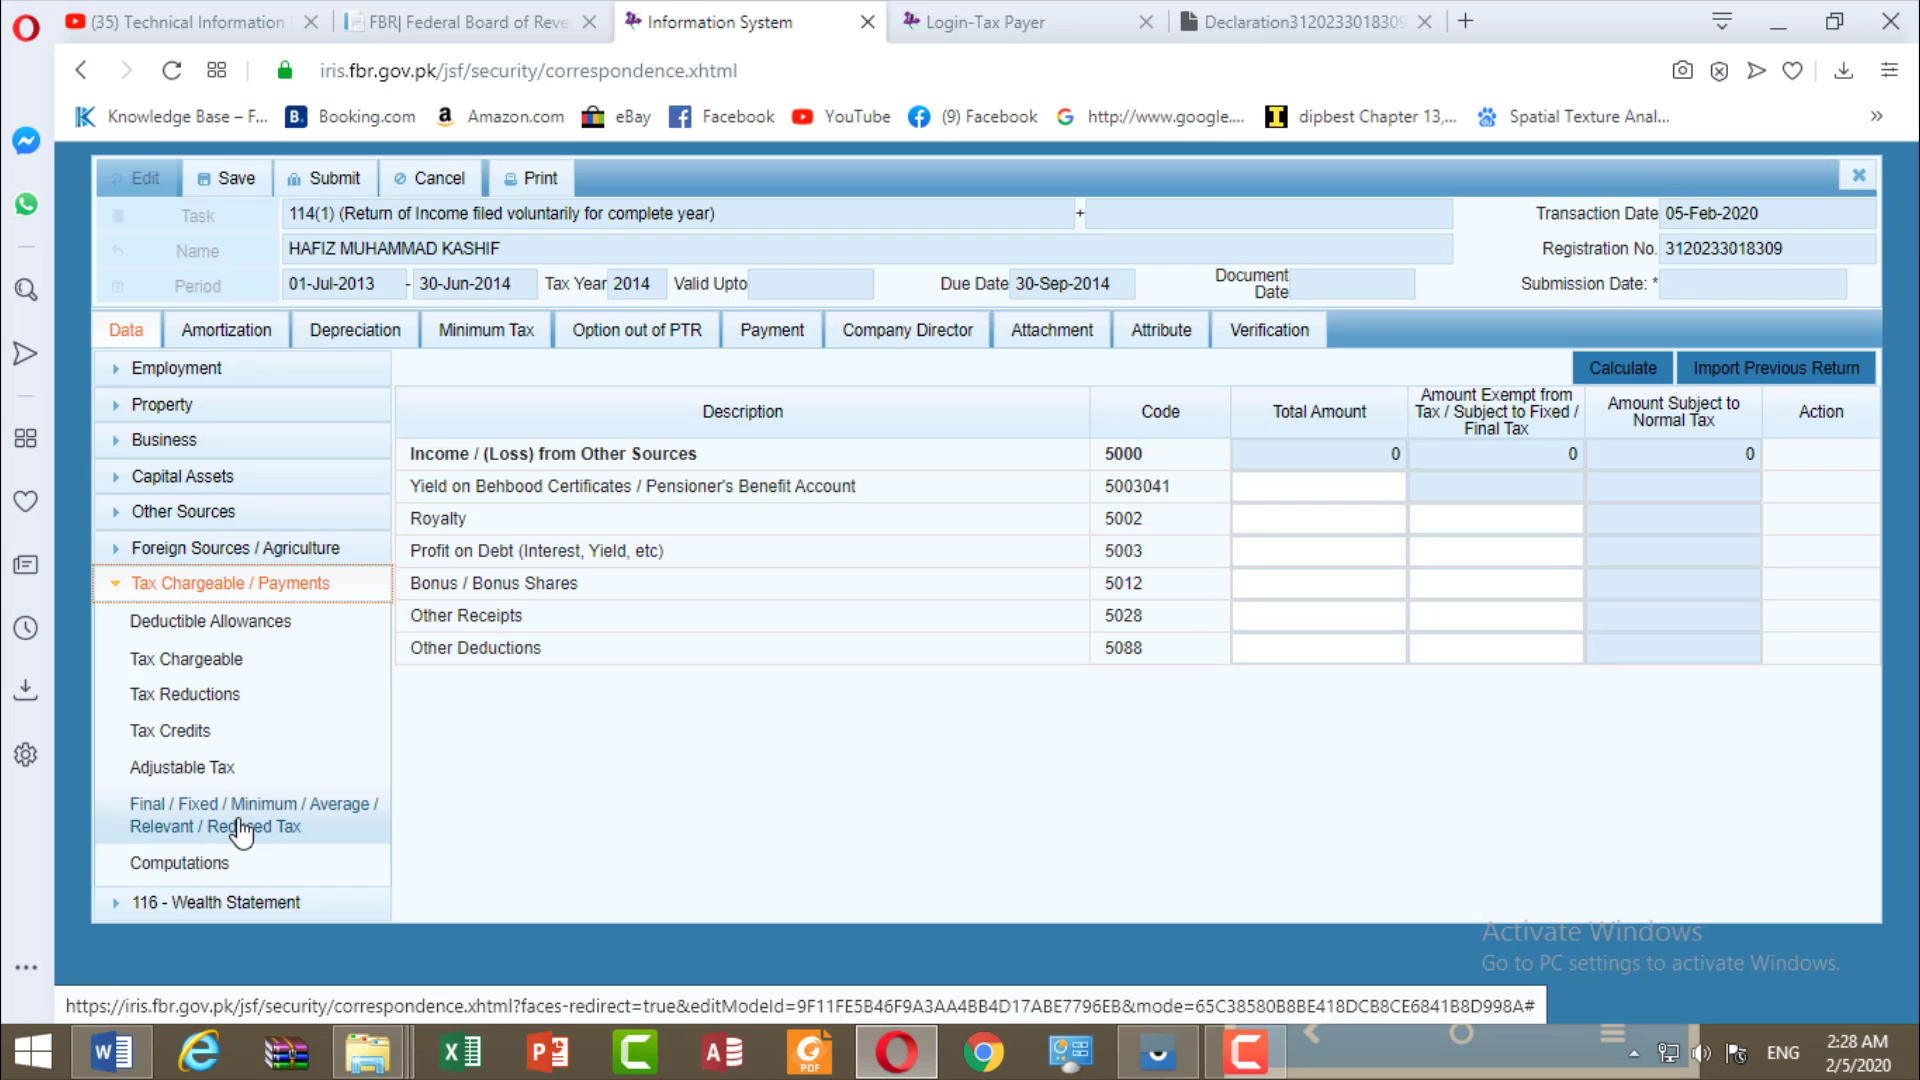 (35) Technical Information
FBR| Federal Board of Reve
Information System
Login-Tax Payer
Declaration3120233018309
iris.fbr.gov.pk/jsf/security/correspondence.xhtml
Knowledge Base – F...
Booking.com
Amazon.com
eBay
Facebook
YouTube
(9) Facebook
http://www.google....
dipbest Chapter 13,...
Spatial Texture Anal...
Edit
Save
Submit
Cancel
Print
Task
114(1) (Return of Income filed voluntarily for complete year)
+
Transaction Date 05-Feb-2020
Name
HAFIZ MUHAMMAD KASHIF
Registration No. 3120233018309
Period
01-Jul-2013 - 30-Jun-2014
Tax Year 2014
Valid Upto
Due Date 30-Sep-2014
Document Date
Submission Date: *
Data
Amortization
Depreciation
Minimum Tax
Option out of PTR
Payment
Company Director
Attachment
Attribute
Verification
Employment
Property
Business
Capital Assets
Other Sources
Foreign Sources / Agriculture
Tax Chargeable / Payments
Deductible Allowances
Tax Chargeable
Tax Reductions
Tax Credits
Adjustable Tax
Final / Fixed / Minimum / Average /
Relevant / Reduced Tax
Computations
116 - Wealth Statement
Calculate
Import Previous Return
Description
Code
Total Amount
Amount Exempt from
Tax / Subject to Fixed /
Final Tax
Amount Subject to
Normal Tax
Action
Income / (Loss) from Other Sources 5000 0 0 0
Yield on Behbood Certificates / Pensioner's Benefit Account 5003041
Royalty 5002
Profit on Debt (Interest, Yield, etc) 5003
Bonus / Bonus Shares 5012
Other Receipts 5028
Other Deductions 5088
Activate Windows
Go to PC settings to activate Windows.
https://iris.fbr.gov.pk/jsf/security/correspondence.xhtml?faces-redirect=true&editModeId=9F11FE5B46F9A3AA4BB4D17ABE7796EB&mode=65C38580B8BE418DCB8CE6841B8D998A#
ENG
2:28 AM
2/5/2020